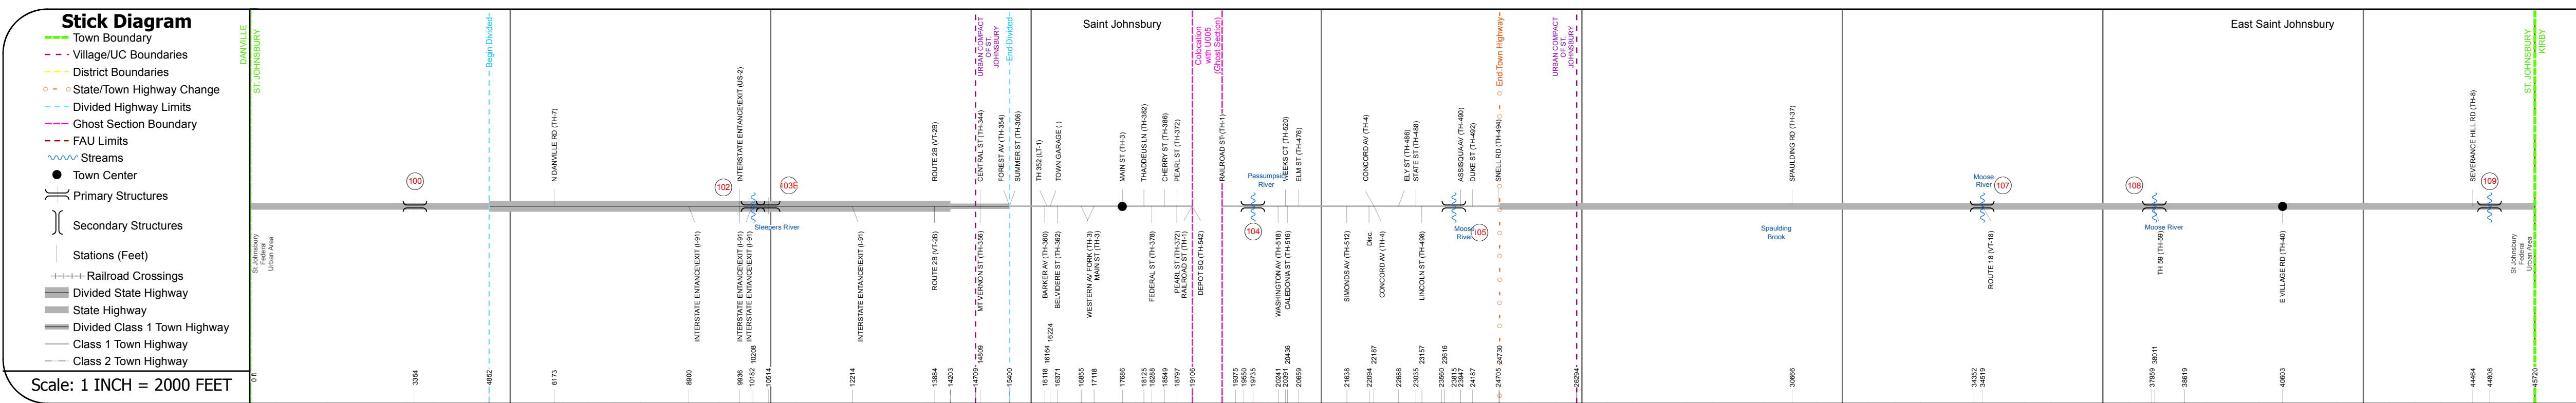 Stick Diagram
Town Boundary
Village/UC Boundaries
District Boundaries
State/Town Highway Change
Divided Highway Limits
Ghost Section Boundary
FAU Limits
Streams
Town Center
Primary Structures
Secondary Structures
Stations (Feet)
Railroad Crossings
Divided State Highway
State Highway
Divided Class 1 Town Highway
Class 1 Town Highway
Class 2 Town Highway
Scale: 1 INCH = 2000 FEET
DANVILLE
ST. JOHNSBURY
Begin Divided
URBAN COMPACT
OF ST.
JOHNSBURY
End Divided
Saint Johnsbury
Colocation
with U005
(Ghost Section)
End Town Highway
URBAN COMPACT
OF ST.
JOHNSBURY
East Saint Johnsbury
ST. JOHNSBURY
KIRBY
N DANVILLE RD (TH-7)
INTERSTATE ENTANCE\EXIT (US-2)
ROUTE 2B (VT-2B)
CENTRAL ST (TH-344)
FOREST AV (TH-354)
SUMMER ST (TH-306)
TH 352 (LT-1)
TOWN GARAGE ( )
MAIN ST (TH-3)
THADDEUS LN (TH-382)
CHERRY ST (TH-386)
PEARL ST (TH-372)
RAILROAD ST (TH-1)
WEEKS CT (TH-520)
ELM ST (TH-476)
CONCORD AV (TH-4)
ELY ST (TH-486)
STATE ST (TH-488)
ASSISQUA AV (TH-490)
DUKE ST (TH-492)
SNELL RD (TH-494)
SPAULDING RD (TH-37)
SEVERANCE HILL RD (TH-8)
100
102
103E
Passumpsic
River
Moose
River
107
108
109
Sleepers River
104
Moose
River
105
Spaulding
Brook
Moose River
St Johnsbury
Federal
Urban Area
INTERSTATE ENTANCE\EXIT (I-91)
INTERSTATE ENTANCE\EXIT (I-91)
INTERSTATE ENTANCE\EXIT (I-91)
INTERSTATE ENTANCE\EXIT (I-91)
ROUTE 2B (VT-2B)
MT VERNON ST (TH-356)
BARKER AV (TH-360)
BELVIDERE ST (TH-362)
WESTERN AV FORK (TH-3)
MAIN ST (TH-3)
FEDERAL ST (TH-378)
PEARL ST (TH-372)
RAILROAD ST (TH-1)
DEPOT SQ (TH-542)
WASHINGTON AV (TH-518)
CALEDONIA ST (TH-516)
SIMONDS AV (TH-512)
Disc.
CONCORD AV (TH-4)
LINCOLN ST (TH-498)
ROUTE 18 (VT-18)
TH 59 (TH-59)
E VILLAGE RD (TH-40)
St Johnsbury
Federal
Urban Area
0 ft
3354
4852
6173
8900
9936
10182
10208
10514
12214
13884
14203
14709
14809
15400
16118
16164
16224
16371
16855
17118
17686
18125
18288
18549
18797
19106
19375
19550
19735
20241
20391
20436
20659
21638
22094
22187
22688
23035
23157
23560
23616
23815
23947
24187
24705
24730
26294
30666
34352
34519
37959
38011
38619
40603
44464
44808
45720